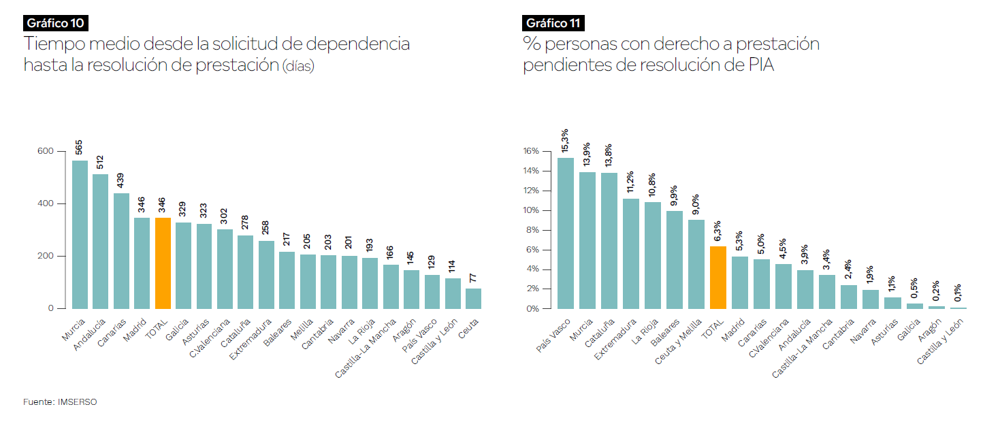 Gráfico 10
Tiempo medio desde la solicitud de dependencia
hasta la resolución de prestación (días)
600
400
200
0
565
512
439
346
346
329
323
302
278
258
217
205
203
201
193
166
145
129
114
77
Murcia
Andalucía
Canarias
Madrid
TOTAL
Galicia
Asturias
C.Valenciana
Cataluña
Extremadura
Baleares
Melilla
Cantabria
Navarra
La Rioja
Castilla-La Mancha
Aragón
País Vasco
Castilla y León
Ceuta
Fuente: IMSERSO
Gráfico 11
% personas con derecho a prestación
pendientes de resolución de PIA
16%
14%
12%
10%
8%
6%
4%
2%
0%
15,3%
13,9%
13,8%
11,2%
10,8%
9,9%
9,0%
6,3%
5,3%
5,0%
4,5%
3,9%
3,4%
2,4%
1,9%
1,1%
0,5%
0,2%
0,1%
País Vasco
Murcia
Cataluña
Extremadura
La Rioja
Baleares
Ceuta y Melilla
TOTAL
Madrid
Canarias
C.Valenciana
Andalucía
Castilla-La Mancha
Cantabria
Navarra
Asturias
Galicia
Aragón
Castilla y León